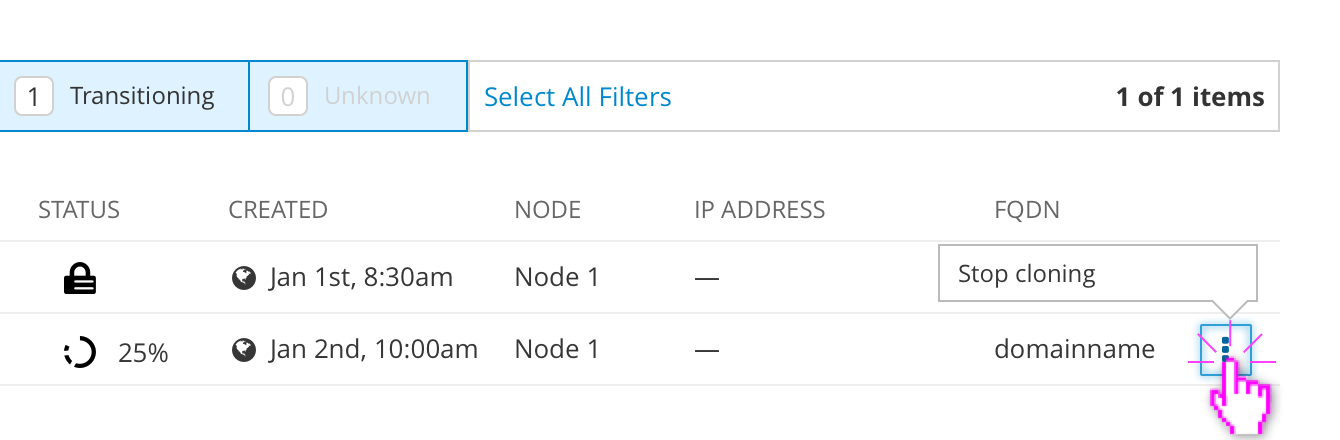 1 Transitioning 0 Unknown Select All Filters 1 of 1 items
STATUS CREATED NODE IP ADDRESS FQDN
Jan 1st, 8:30am Node 1 —
Stop cloning
25% Jan 2nd, 10:00am Node 1 — domainname